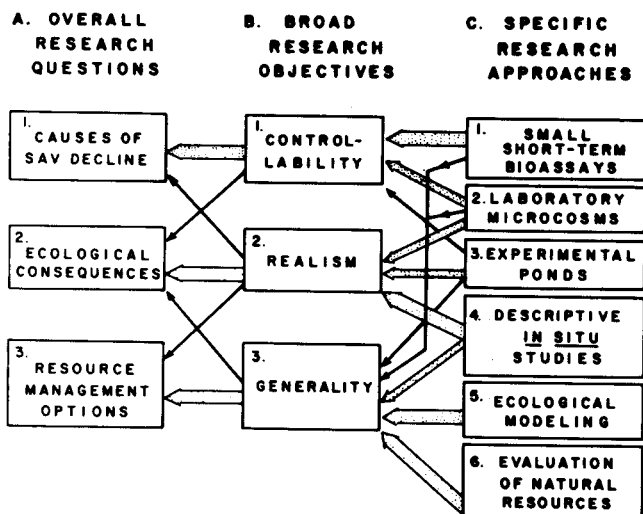 A. OVERALL
RESEARCH
QUESTIONS
B. BROAD
RESEARCH
OBJECTIVES
C. SPECIFIC
RESEARCH
APPROACHES
1.
CAUSES OF
SAV DECLINE
2.
ECOLOGICAL
CONSEQUENCES
3.
RESOURCE
MANAGEMENT
OPTIONS
1.
CONTROL-
LABILITY
2.
REALISM
3.
GENERALITY
1. SMALL
SHORT-TERM
BIOASSAYS
2. LABORATORY
MICROCOSMS
3. EXPERIMENTAL
PONDS
4. DESCRIPTIVE
IN SITU
STUDIES
5. ECOLOGICAL
MODELING
6. EVALUATION
OF NATURAL
RESOURCES